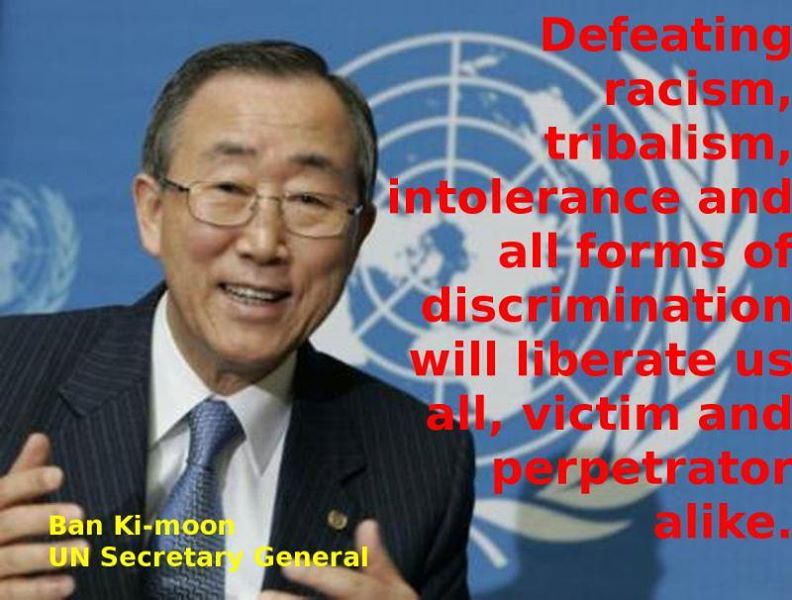 Defeating
racism,
tribalism,
intolerance and
all forms of
discrimination
will liberate us
all, victim and
perpetrator
alike.
Ban Ki-moon
UN Secretary General